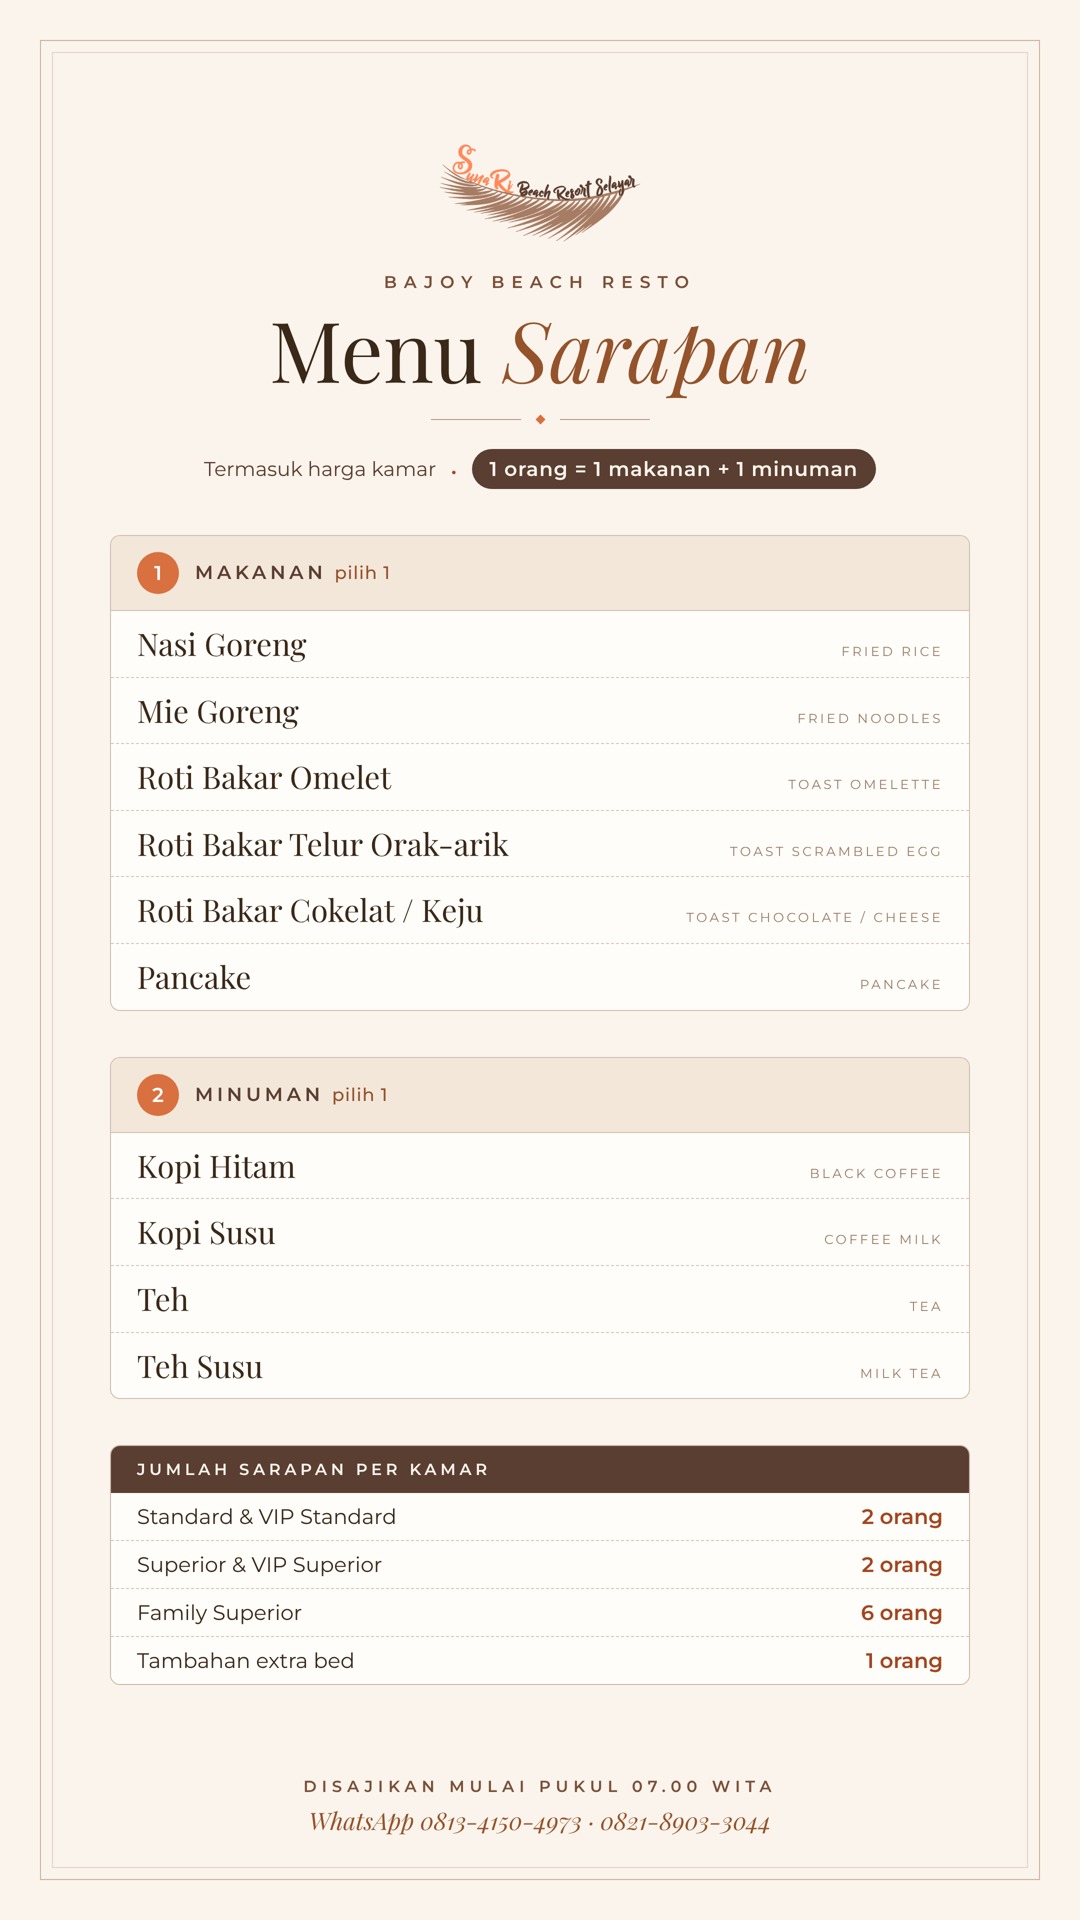 SunaRi Beach Resort Selayar
BAJOY BEACH RESTO
Menu Sarapan
Termasuk harga kamar • 1 orang = 1 makanan + 1 minuman
1 MAKANAN pilih 1
Nasi Goreng FRIED RICE
Mie Goreng FRIED NOODLES
Roti Bakar Omelet TOAST OMELETTE
Roti Bakar Telur Orak-arik TOAST SCRAMBLED EGG
Roti Bakar Cokelat / Keju TOAST CHOCOLATE / CHEESE
Pancake PANCAKE
2 MINUMAN pilih 1
Kopi Hitam BLACK COFFEE
Kopi Susu COFFEE MILK
Teh TEA
Teh Susu MILK TEA
JUMLAH SARAPAN PER KAMAR
Standard & VIP Standard 2 orang
Superior & VIP Superior 2 orang
Family Superior 6 orang
Tambahan extra bed 1 orang
DISAJIKAN MULAI PUKUL 07.00 WITA
WhatsApp 0813-4150-4973 · 0821-8903-3044